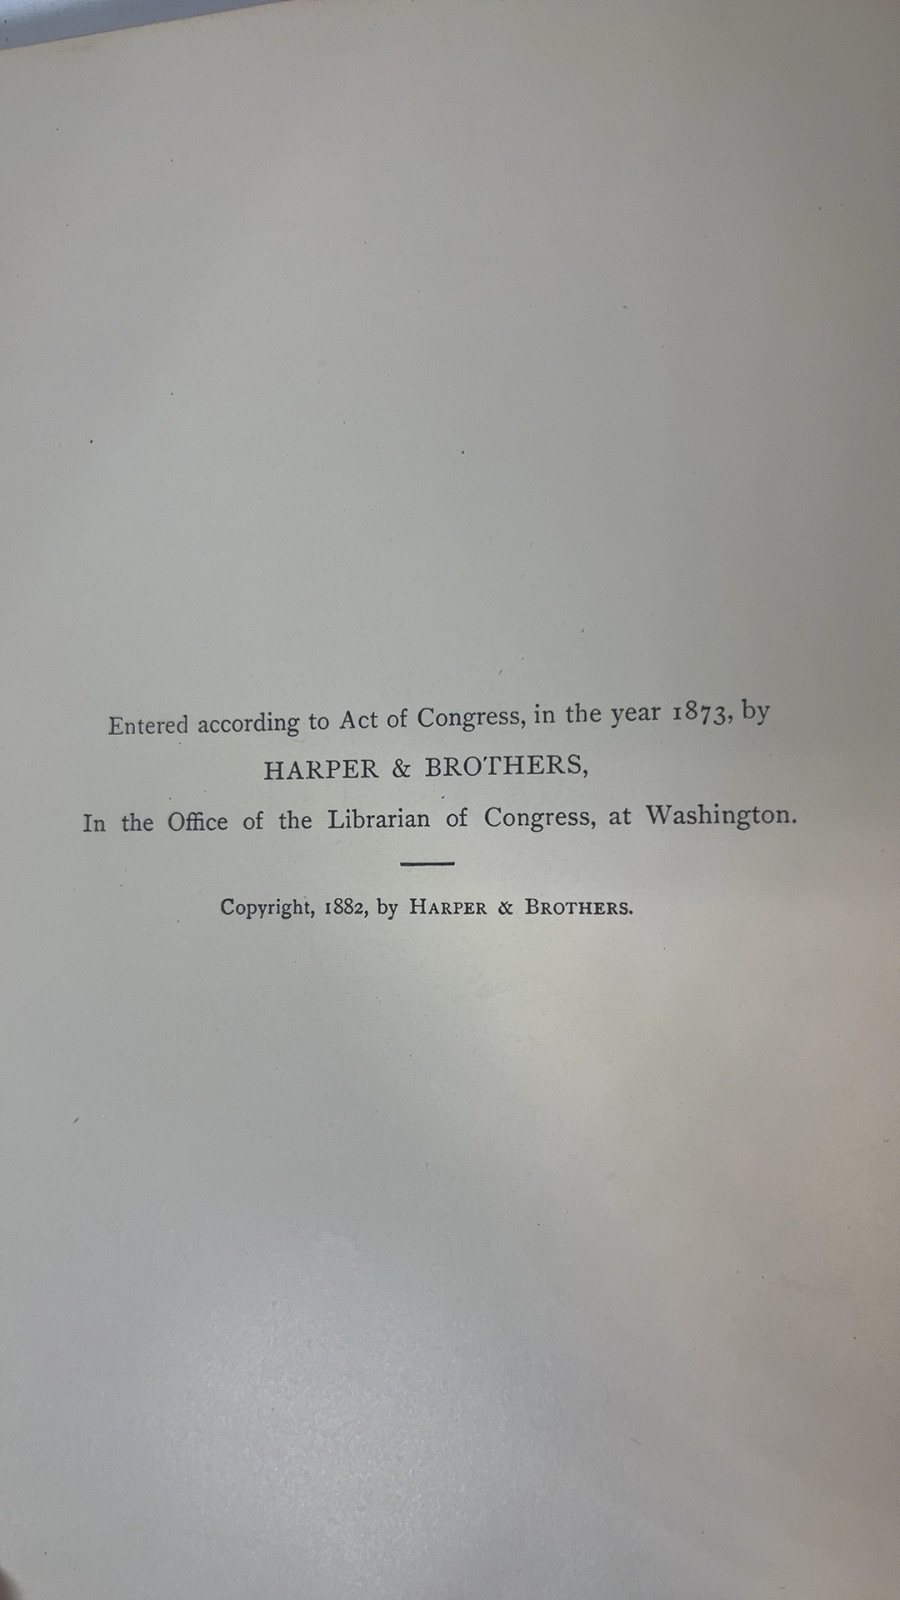 Entered according to Act of Congress, in the year 1873, by
HARPER & BROTHERS,
In the Office of the Librarian of Congress, at Washington.
Copyright, 1882, by HARPER & BROTHERS.